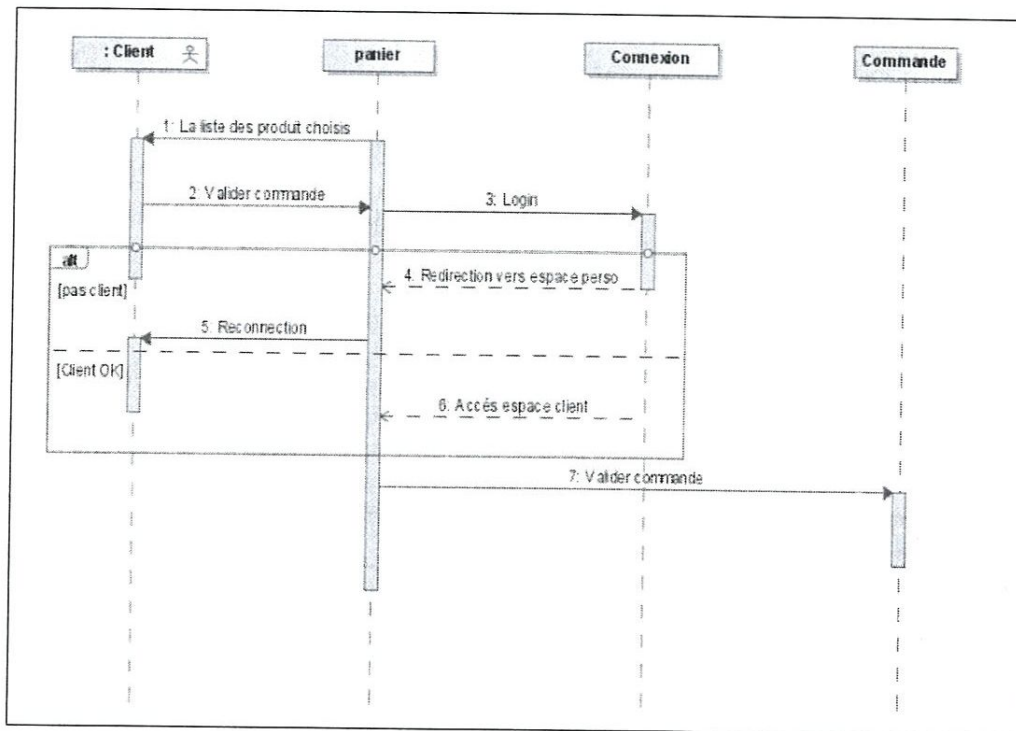 : Client
panier
Connexion
Commande
1: La liste des produit choisis
2: Valider commande
3: Login
alt
[pas client]
4: Redirection vers espace perso
5: Reconnection
[Client OK]
6: Accés espace client
7: Valider commande